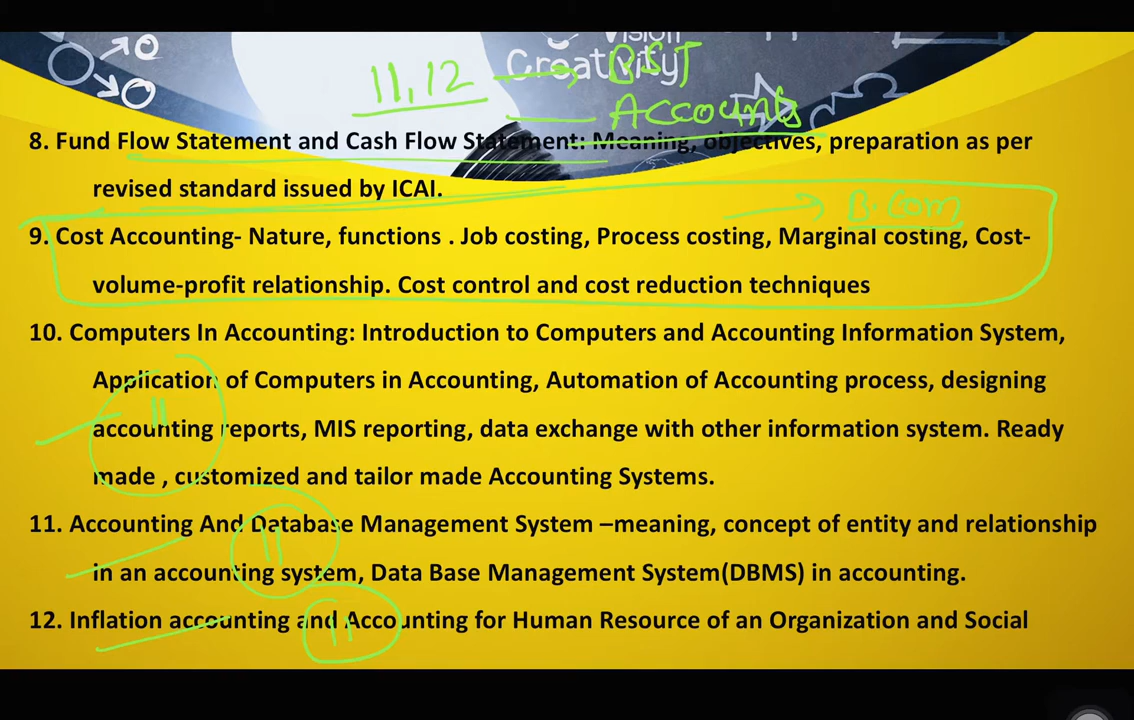 Vision
Creativity
11, 12 → BST
Accounts
8. Fund Flow Statement and Cash Flow Statement: Meaning, objectives, preparation as per
revised standard issued by ICAI.
→ B.Com
9. Cost Accounting- Nature, functions . Job costing, Process costing, Marginal costing, Cost-
volume-profit relationship. Cost control and cost reduction techniques
10. Computers In Accounting: Introduction to Computers and Accounting Information System,
Application of Computers in Accounting, Automation of Accounting process, designing
11
accounting reports, MIS reporting, data exchange with other information system. Ready
made , customized and tailor made Accounting Systems.
11. Accounting And Database Management System –meaning, concept of entity and relationship
11
in an accounting system, Data Base Management System(DBMS) in accounting.
12. Inflation accounting and Accounting for Human Resource of an Organization and Social
11